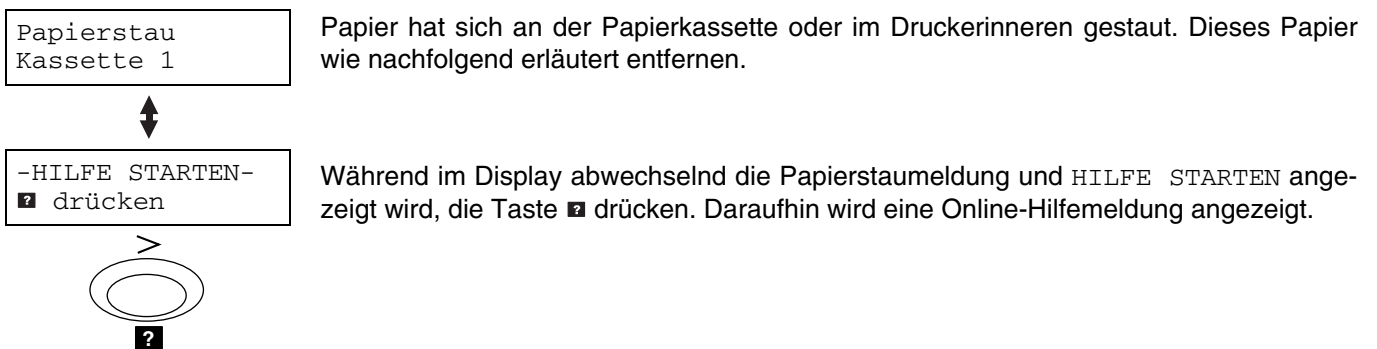 Papierstau
Kassette 1
Papier hat sich an der Papierkassette oder im Druckerinneren gestaut. Dieses Papier
wie nachfolgend erläutert entfernen.
-HILFE STARTEN-
? drücken
Während im Display abwechselnd die Papierstaumeldung und HILFE STARTEN ange-
zeigt wird, die Taste ? drücken. Daraufhin wird eine Online-Hilfemeldung angezeigt.
>
?